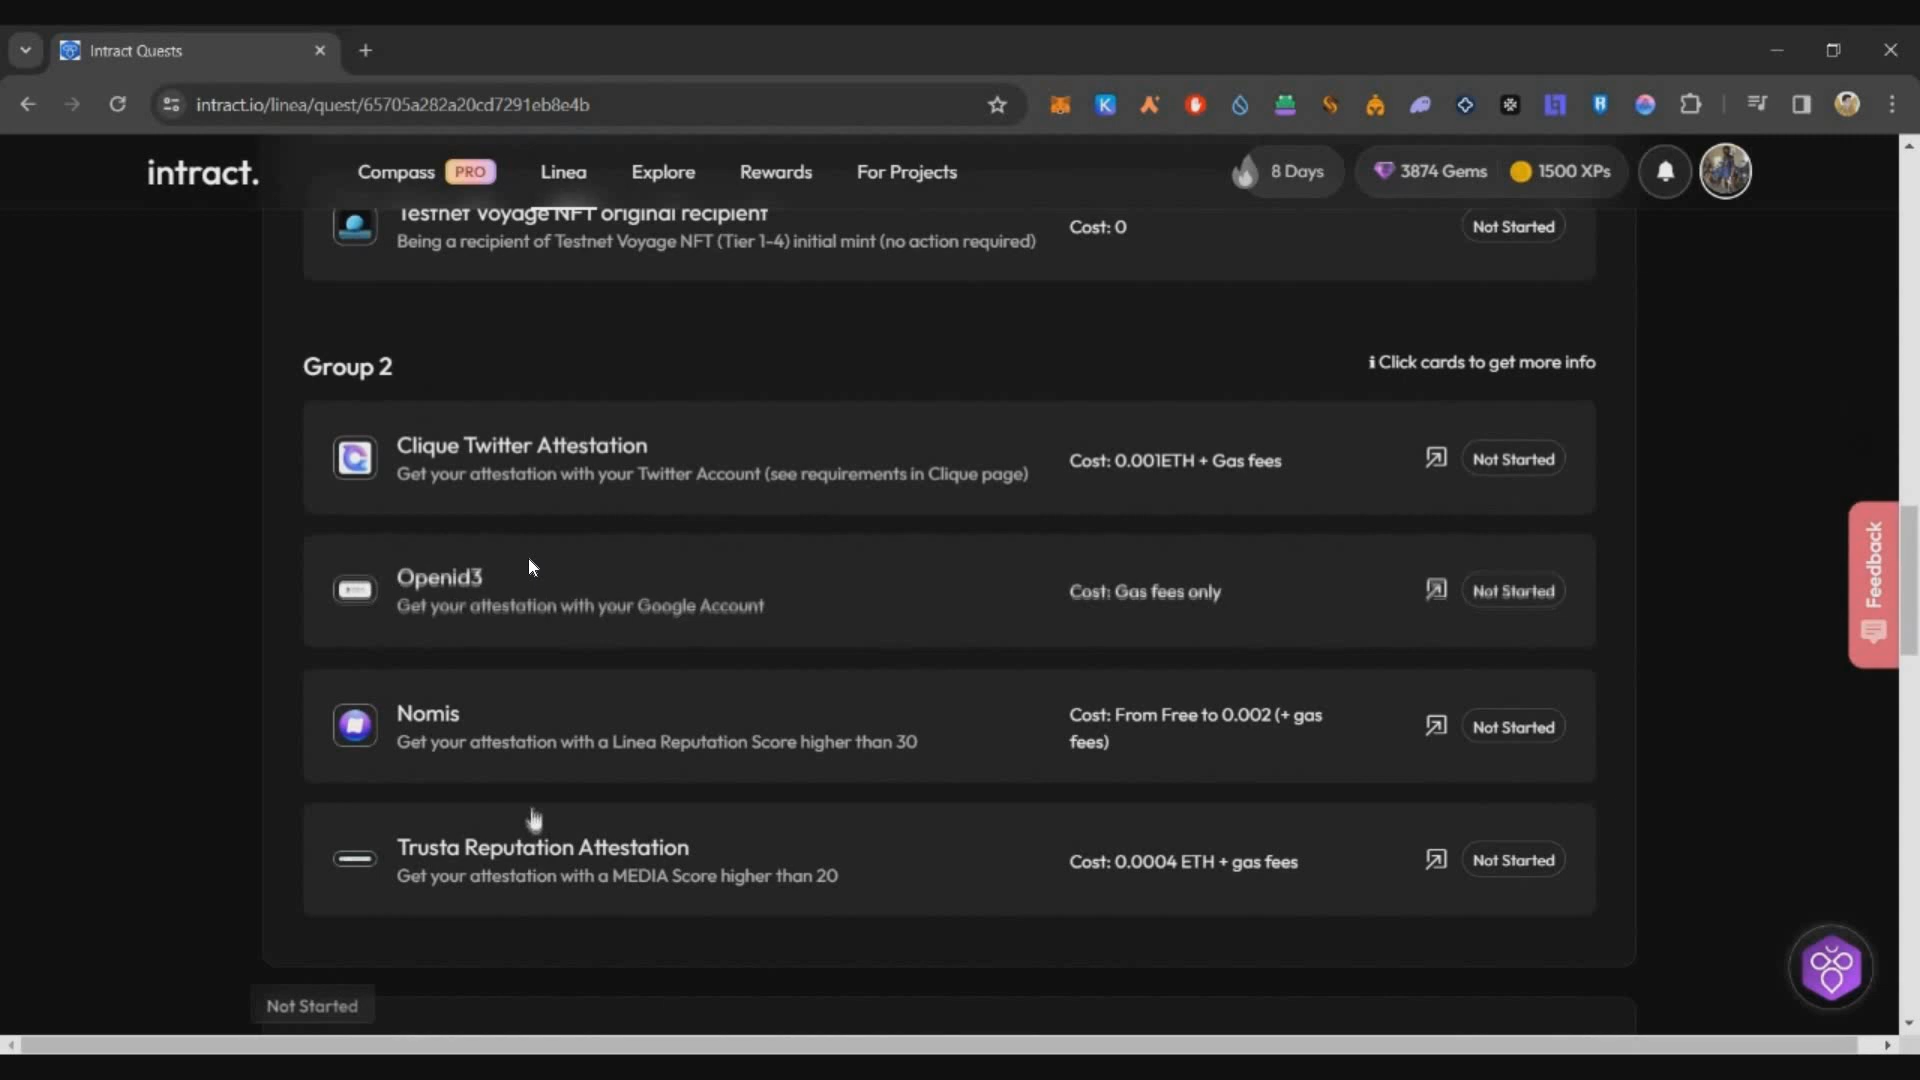 Intract Quests
intract.io/linea/quest/65705a282a20cd7291eb8e4b
intract.
Compass PRO
Linea
Explore
Rewards
For Projects
8 Days
3874 Gems
1500 XPs
Testnet Voyage NFT original recipient
Being a recipient of Testnet Voyage NFT (Tier 1-4) initial mint (no action required)
Cost: 0
Not Started
Group 2
i Click cards to get more info
Clique Twitter Attestation
Get your attestation with your Twitter Account (see requirements in Clique page)
Cost: 0.001ETH + Gas fees
Not Started
Openid3
Get your attestation with your Google Account
Cost: Gas fees only
Not Started
Nomis
Get your attestation with a Linea Reputation Score higher than 30
Cost: From Free to 0.002 (+ gas
fees)
Not Started
Trusta Reputation Attestation
Get your attestation with a MEDIA Score higher than 20
Cost: 0.0004 ETH + gas fees
Not Started
Feedback
Not Started